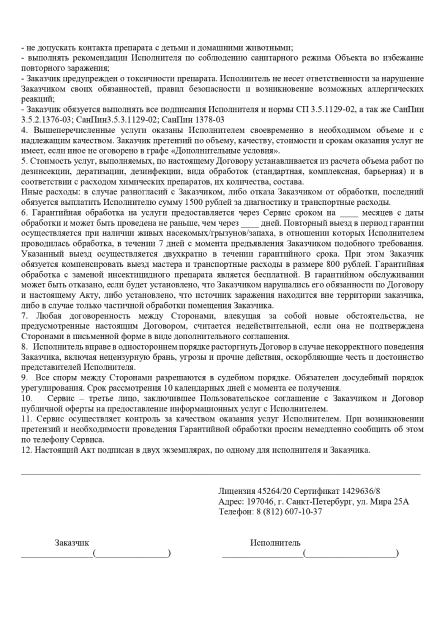 - не допускать контакта препарата с детьми и домашними животными;
- выполнять рекомендации Исполнителя по соблюдению санитарного режима Объекта во избежание
повторного заражения;
- Заказчик предупрежден о токсичности препарата. Исполнитель не несет ответственности за нарушение
Заказчиком своих обязанностей, правил безопасности и возникновение возможных аллергических
реакций;
- Заказчик обязуется выполнять все подписания Исполнителя и нормы СП 3.5.1129-02, а так же СанПин
3.5.2.1376-03; СанПин3.5.3.1129-02; СанПин 1378-03
4. Вышеперечисленные услуги оказаны Исполнителем своевременно в необходимом объеме и с
надлежащим качеством. Заказчик претензий по объему, качеству, стоимости и срокам оказания услуг не
имеет, если иное не оговорено в графе «Дополнительные условия».
5. Стоимость услуг, выполняемых, по настоящему Договору устанавливается из расчета объема работ по
дезинсекции, дератизации, дезинфекции, вида обработок (стандартная, комплексная, барьерная) и в
соответствии с расходом химических препаратов, их количества, состава.
Иные расходы: в случае разногласий с Заказчиком, либо отказа Заказчиком от обработки, последний
обязуется выплатить Исполнителю сумму 1500 рублей за диагностику и транспортные расходы.
6. Гарантийная обработка на услуги предоставляется через Сервис сроком на ____ месяцев с даты
обработки и может быть проведена не раньше, чем через ____ дней. Повторный выезд в период гарантии
осуществляется при наличии живых насекомых/грызунов/запаха, в отношении которых Исполнителем
проводилась обработка, в течении 7 дней с момента предъявления Заказчиком подобного требования.
Указанный выезд осуществляется двухкратно в течении гарантийного срока. При этом Заказчик
обязуется компенсировать выезд мастера и транспортные расходы в размере 800 рублей. Гарантийная
обработка с заменой инсектицидного препарата является бесплатной. В гарантийном обслуживании
может быть отказано, если будет установлено, что Заказчиком нарушались его обязанности по Договору
и настоящему Акту, либо установлено, что источник заражения находится вне территории заказчика,
либо в случае только частичной обработки помещения Заказчика.
7. Любая договоренность между Сторонами, влекущая за собой новые обстоятельства, не
предусмотренные настоящим Договором, считается недействительной, если она не подтверждена
Сторонами в письменной форме в виде дополнительного соглашения.
8. Исполнитель вправе в одностороннем порядке расторгнуть Договор в случае некорректного поведения
Заказчика, включая нецензурную брань, угрозы и прочие действия, оскорбляющие честь и достоинство
представителей Исполнителя.
9. Все споры между Сторонами разрешаются в судебном порядке. Обязателен досудебный порядок
урегулирования. Срок рассмотрения 10 календарных дней с момента ее получения.
10. Сервис – третье лицо, заключившее Пользовательское соглашение с Заказчиком и Договор
публичной оферты на предоставление информационных услуг с Исполнителем.
11. Сервис осуществляет контроль за качеством оказания услуг Исполнителем. При возникновении
претензий и необходимости проведения Гарантийной обработки просим немедленно сообщить об этом
по телефону Сервиса.
12. Настоящий Акт подписан в двух экземплярах, по одному для исполнителя и Заказчика.
Лицензия 45264/20 Сертификат 1429636/8
Адрес: 197046, г. Санкт-Петербург, ул. Мира 25А
Телефон: 8 (812) 607-10-37
Заказчик Исполнитель
________________(________________) ________________(________________)